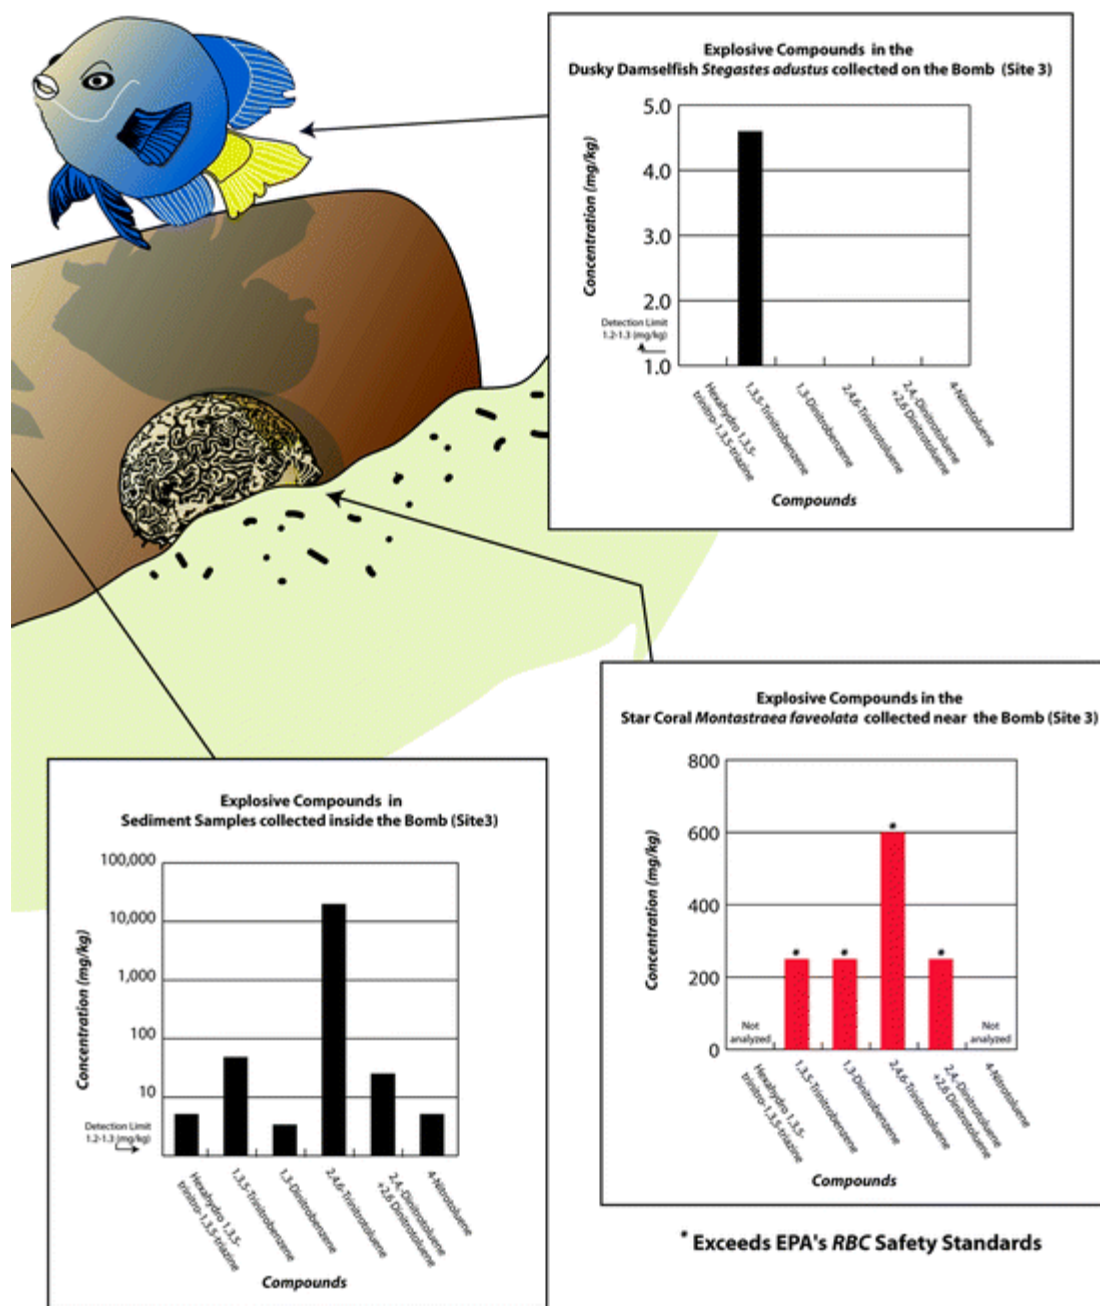 Explosive Compounds in the
Dusky Damselfish Stegastes adustus collected on the Bomb (Site 3)
Concentration (mg/kg)
5.0
4.0
3.0
2.0
Detection Limit
1.2-1.3 (mg/kg)
1.0
Hexahydro 1,3,5-
trinitro-1,3,5-triazine
1,3,5-Trinitrobenzene
1,3-Dinitrobenzene
2,4,6-Trinitrotoluene
2,4,-Dinitrotoluene
+2,6 Dinitrotoluene
4-Nitrotoluene
Compounds
Explosive Compounds in the
Star Coral Montastraea faveolata collected near the Bomb (Site 3)
Concentration (mg/kg)
800
600
400
200
0
*
*
*
*
Not
analyzed
Not
analyzed
Hexahydro 1,3,5-
trinitro-1,3,5-triazine
1,3,5-Trinitrobenzene
1,3-Dinitrobenzene
2,4,6-Trinitrotoluene
2,4,-Dinitrotoluene
+2,6 Dinitrotoluene
4-Nitrotoluene
Compounds
* Exceeds EPA's RBC Safety Standards
Explosive Compounds in
Sediment Samples collected inside the Bomb (Site3)
Concentration (mg/kg)
100,000
10,000
1,000
100
10
Detection Limit
1.2-1.3 (mg/kg)
Hexahydro 1,3,5-
trinitro-1,3,5-triazine
1,3,5-Trinitrobenzene
1,3-Dinitrobenzene
2,4,6-Trinitrotoluene
2,4,-Dinitrotoluene
+2,6 Dinitrotoluene
4-Nitrotoluene
Compounds